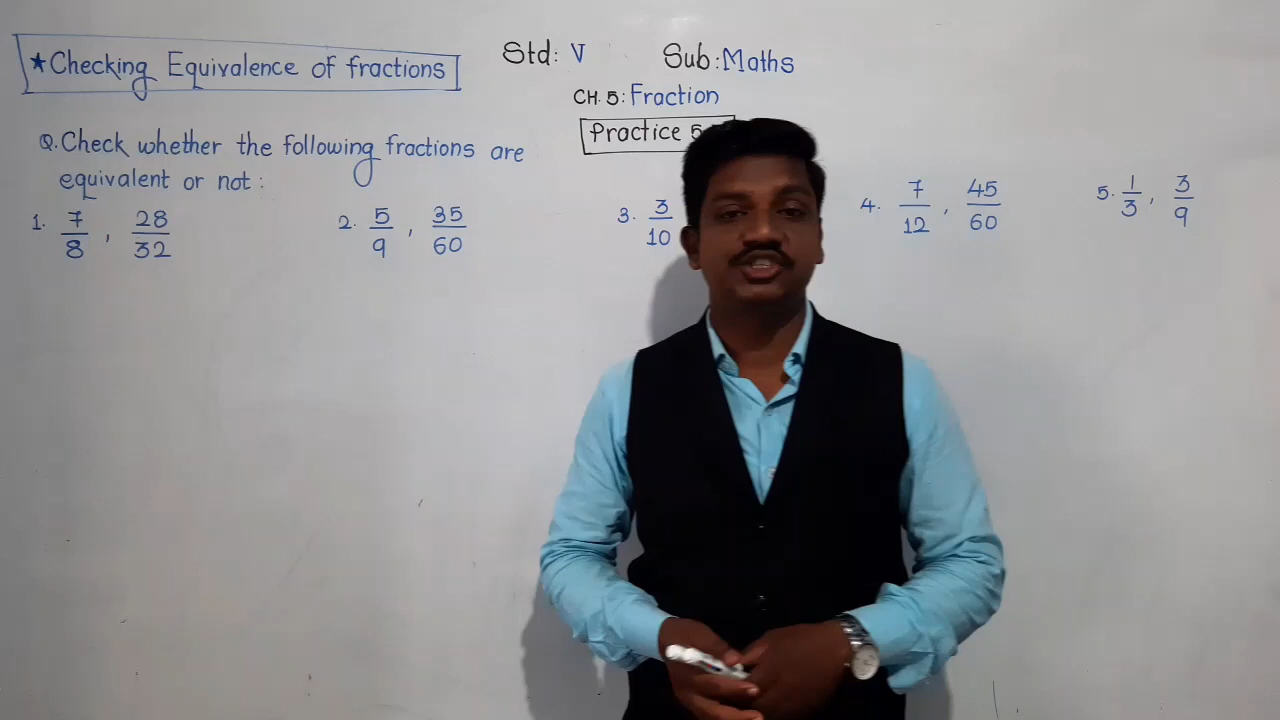 ★Checking Equivalence of fractions
Std: V Sub: Maths
CH. 5: Fraction
Practice 5
Q. Check whether the following fractions are
equivalent or not:
1. 7/8 , 28/32 2. 5/9 , 35/60 3. 3/10 4. 7/12 , 45/60 5. 1/3 , 3/9